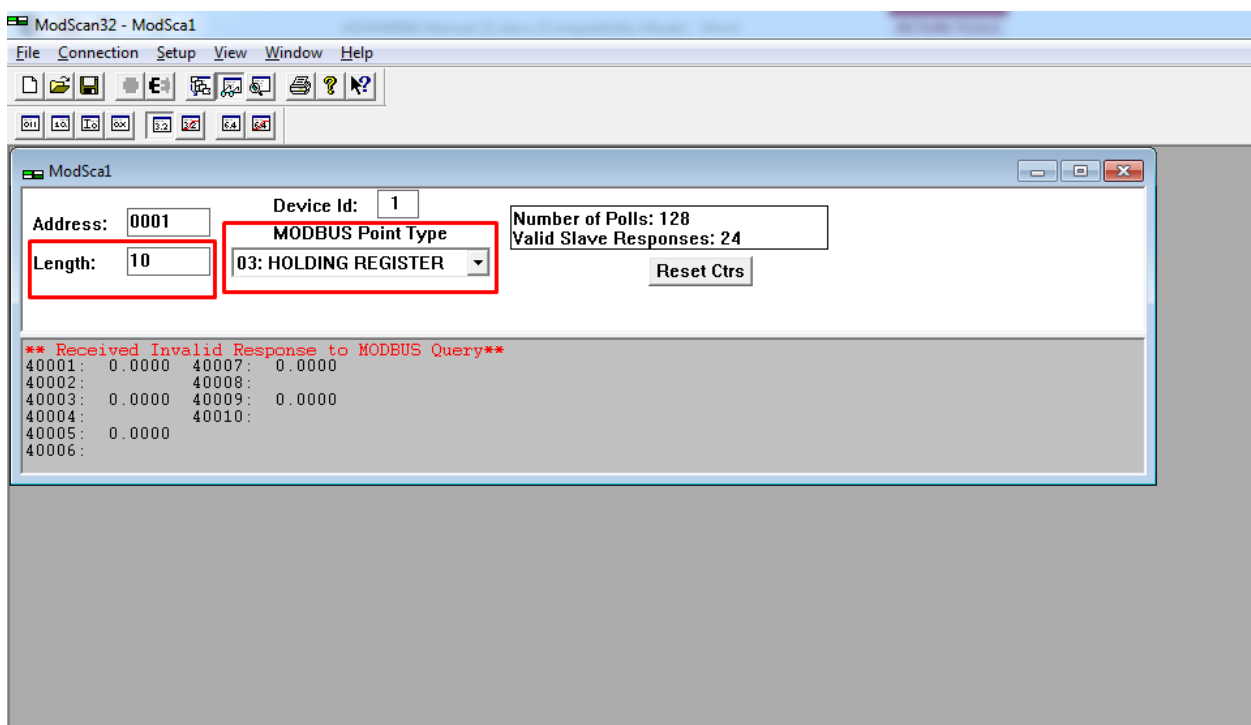 ModScan32 - ModSca1
File Connection Setup View Window Help
ModSca1
Address: 0001
Device Id: 1
MODBUS Point Type
Length: 10
03: HOLDING REGISTER
Number of Polls: 128
Valid Slave Responses: 24
Reset Ctrs
** Received Invalid Response to MODBUS Query**
40001: 0.0000 40007: 0.0000
40002: 40008:
40003: 0.0000 40009: 0.0000
40004: 40010:
40005: 0.0000
40006: